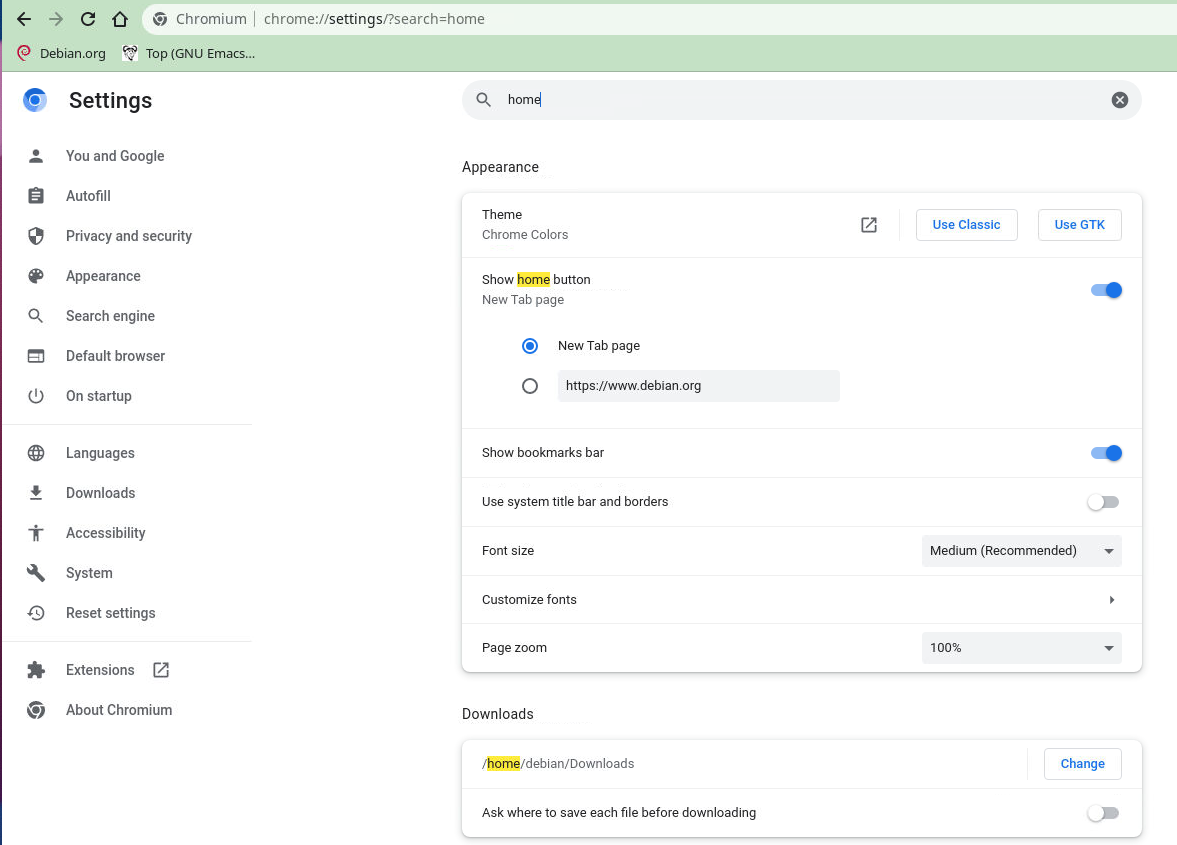 Chromium | chrome://settings/?search=home
Debian.org Top (GNU Emacs...
Settings
home
You and Google
Autofill
Privacy and security
Appearance
Search engine
Default browser
On startup
Languages
Downloads
Accessibility
System
Reset settings
Extensions
About Chromium
Appearance
Theme
Chrome Colors
Use Classic
Use GTK
Show home button
New Tab page
New Tab page
https://www.debian.org
Show bookmarks bar
Use system title bar and borders
Font size
Medium (Recommended)
Customize fonts
Page zoom
100%
Downloads
/home/debian/Downloads
Change
Ask where to save each file before downloading